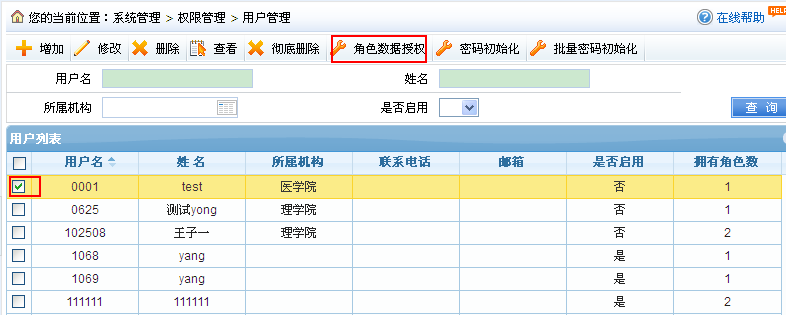 您的当前位置：系统管理 > 权限管理 > 用户管理 在线帮助 HELP
增加 修改 删除 查看 彻底删除 角色数据授权 密码初始化 批量密码初始化
用户名 姓名
所属机构 是否启用 查 询
用户列表
用户名 姓 名 所属机构 联系电话 邮箱 是否启用 拥有角色数
0001 test 医学院 否 1
0625 测试yong 理学院 否 1
102508 王子一 理学院 否 2
1068 yang 是 1
1069 yang 是 1
111111 111111 是 2